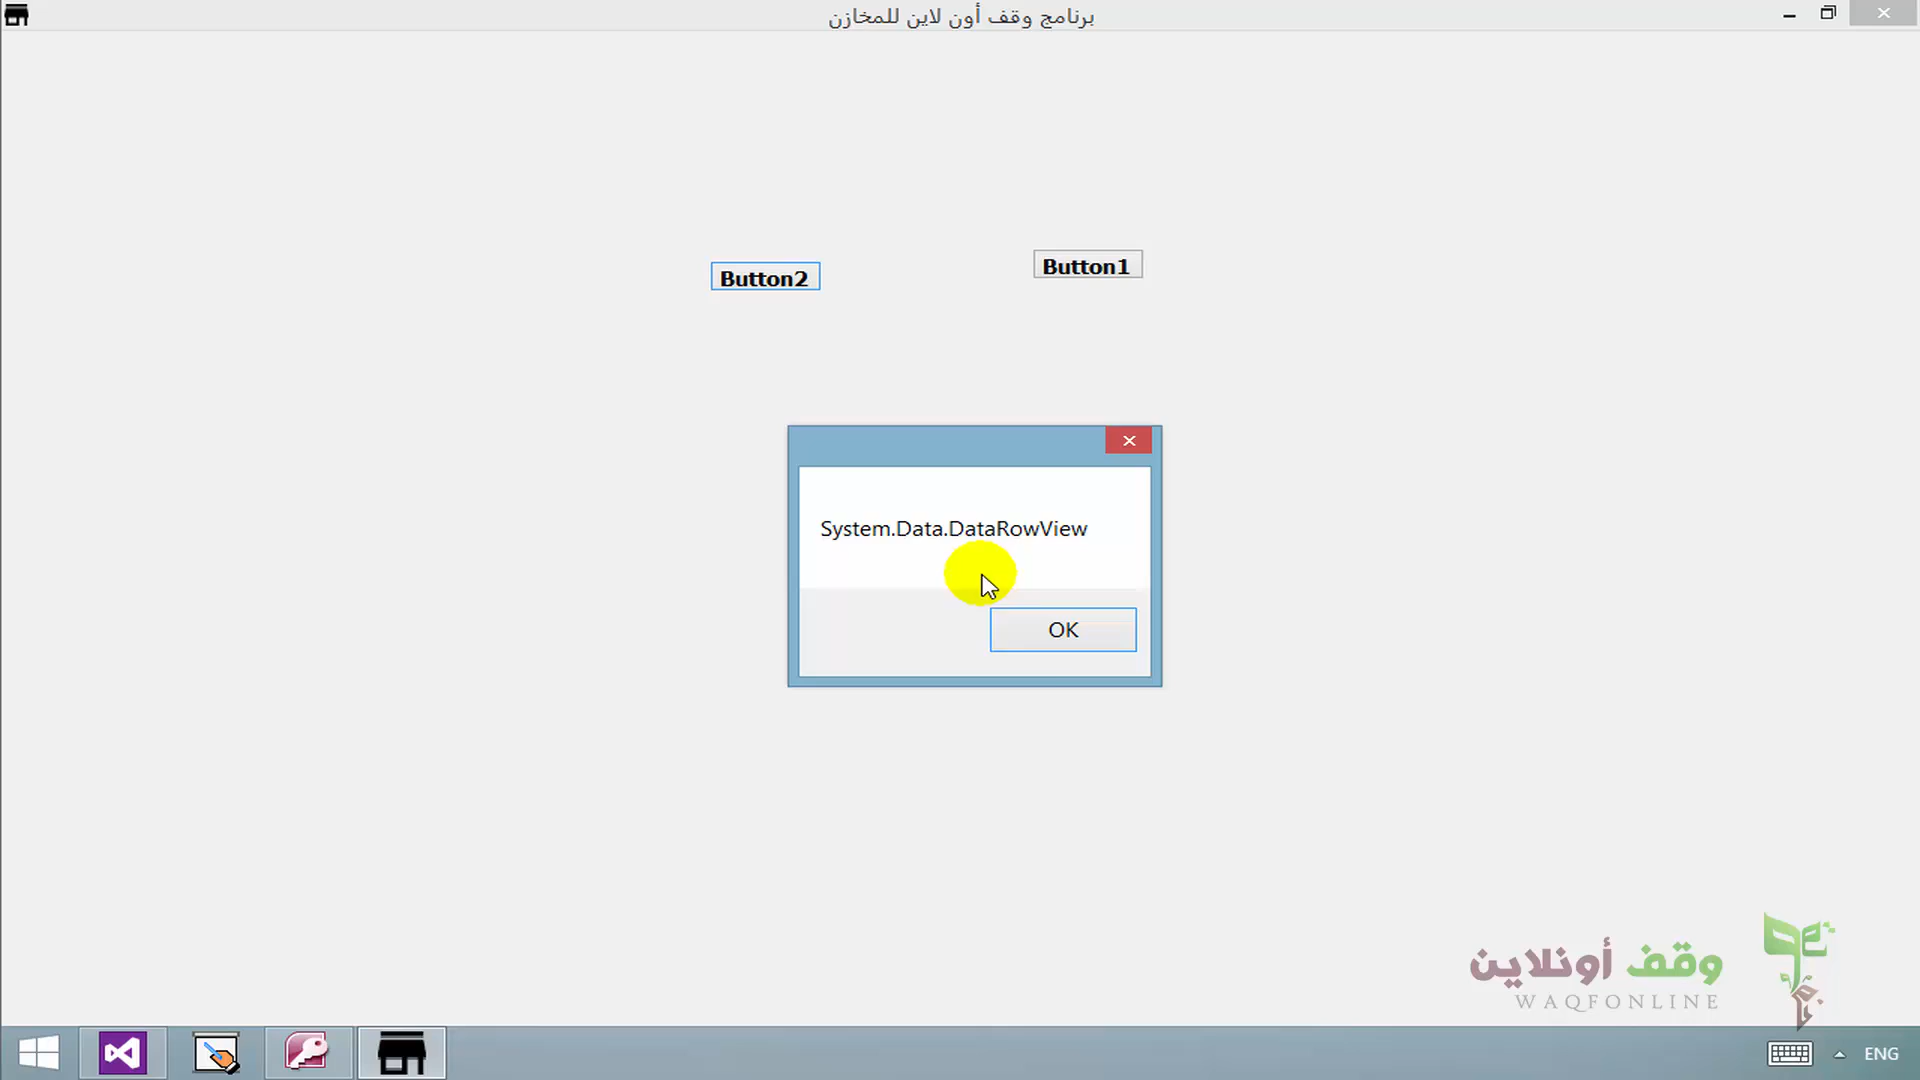 برنامج وقف أون لاين للمخازن
Button2
Button1
System.Data.DataRowView
OK
وقف أونلاين
WAQFONLINE
ENG